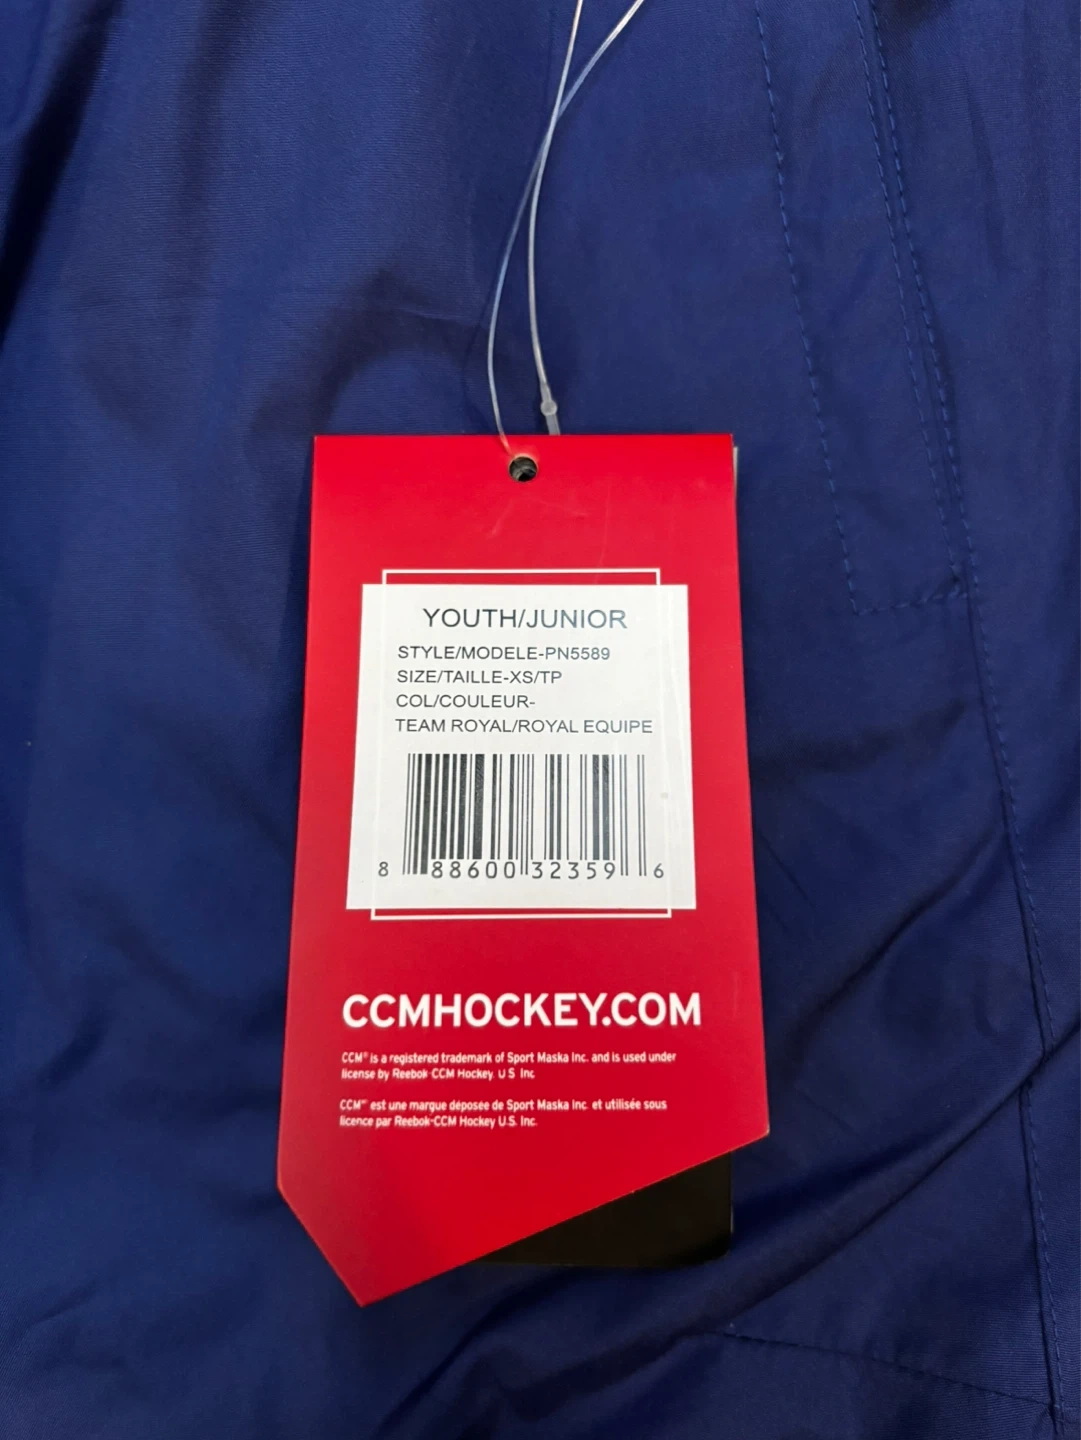 YOUTH/JUNIOR
STYLE/MODELE-PN5589
SIZE/TAILLE-XS/TP
COL/COULEUR-
TEAM ROYAL/ROYAL EQUIPE
8 88600 32359 6
CCMHOCKEY.COM
CCM® is a registered trademark of Sport Maska Inc. and is used under
license by Reebok-CCM Hockey U.S. Inc.
CCM™ est une marque déposée de Sport Maska Inc. et utilisée sous
licence par Reebok-CCM Hockey U.S. Inc.